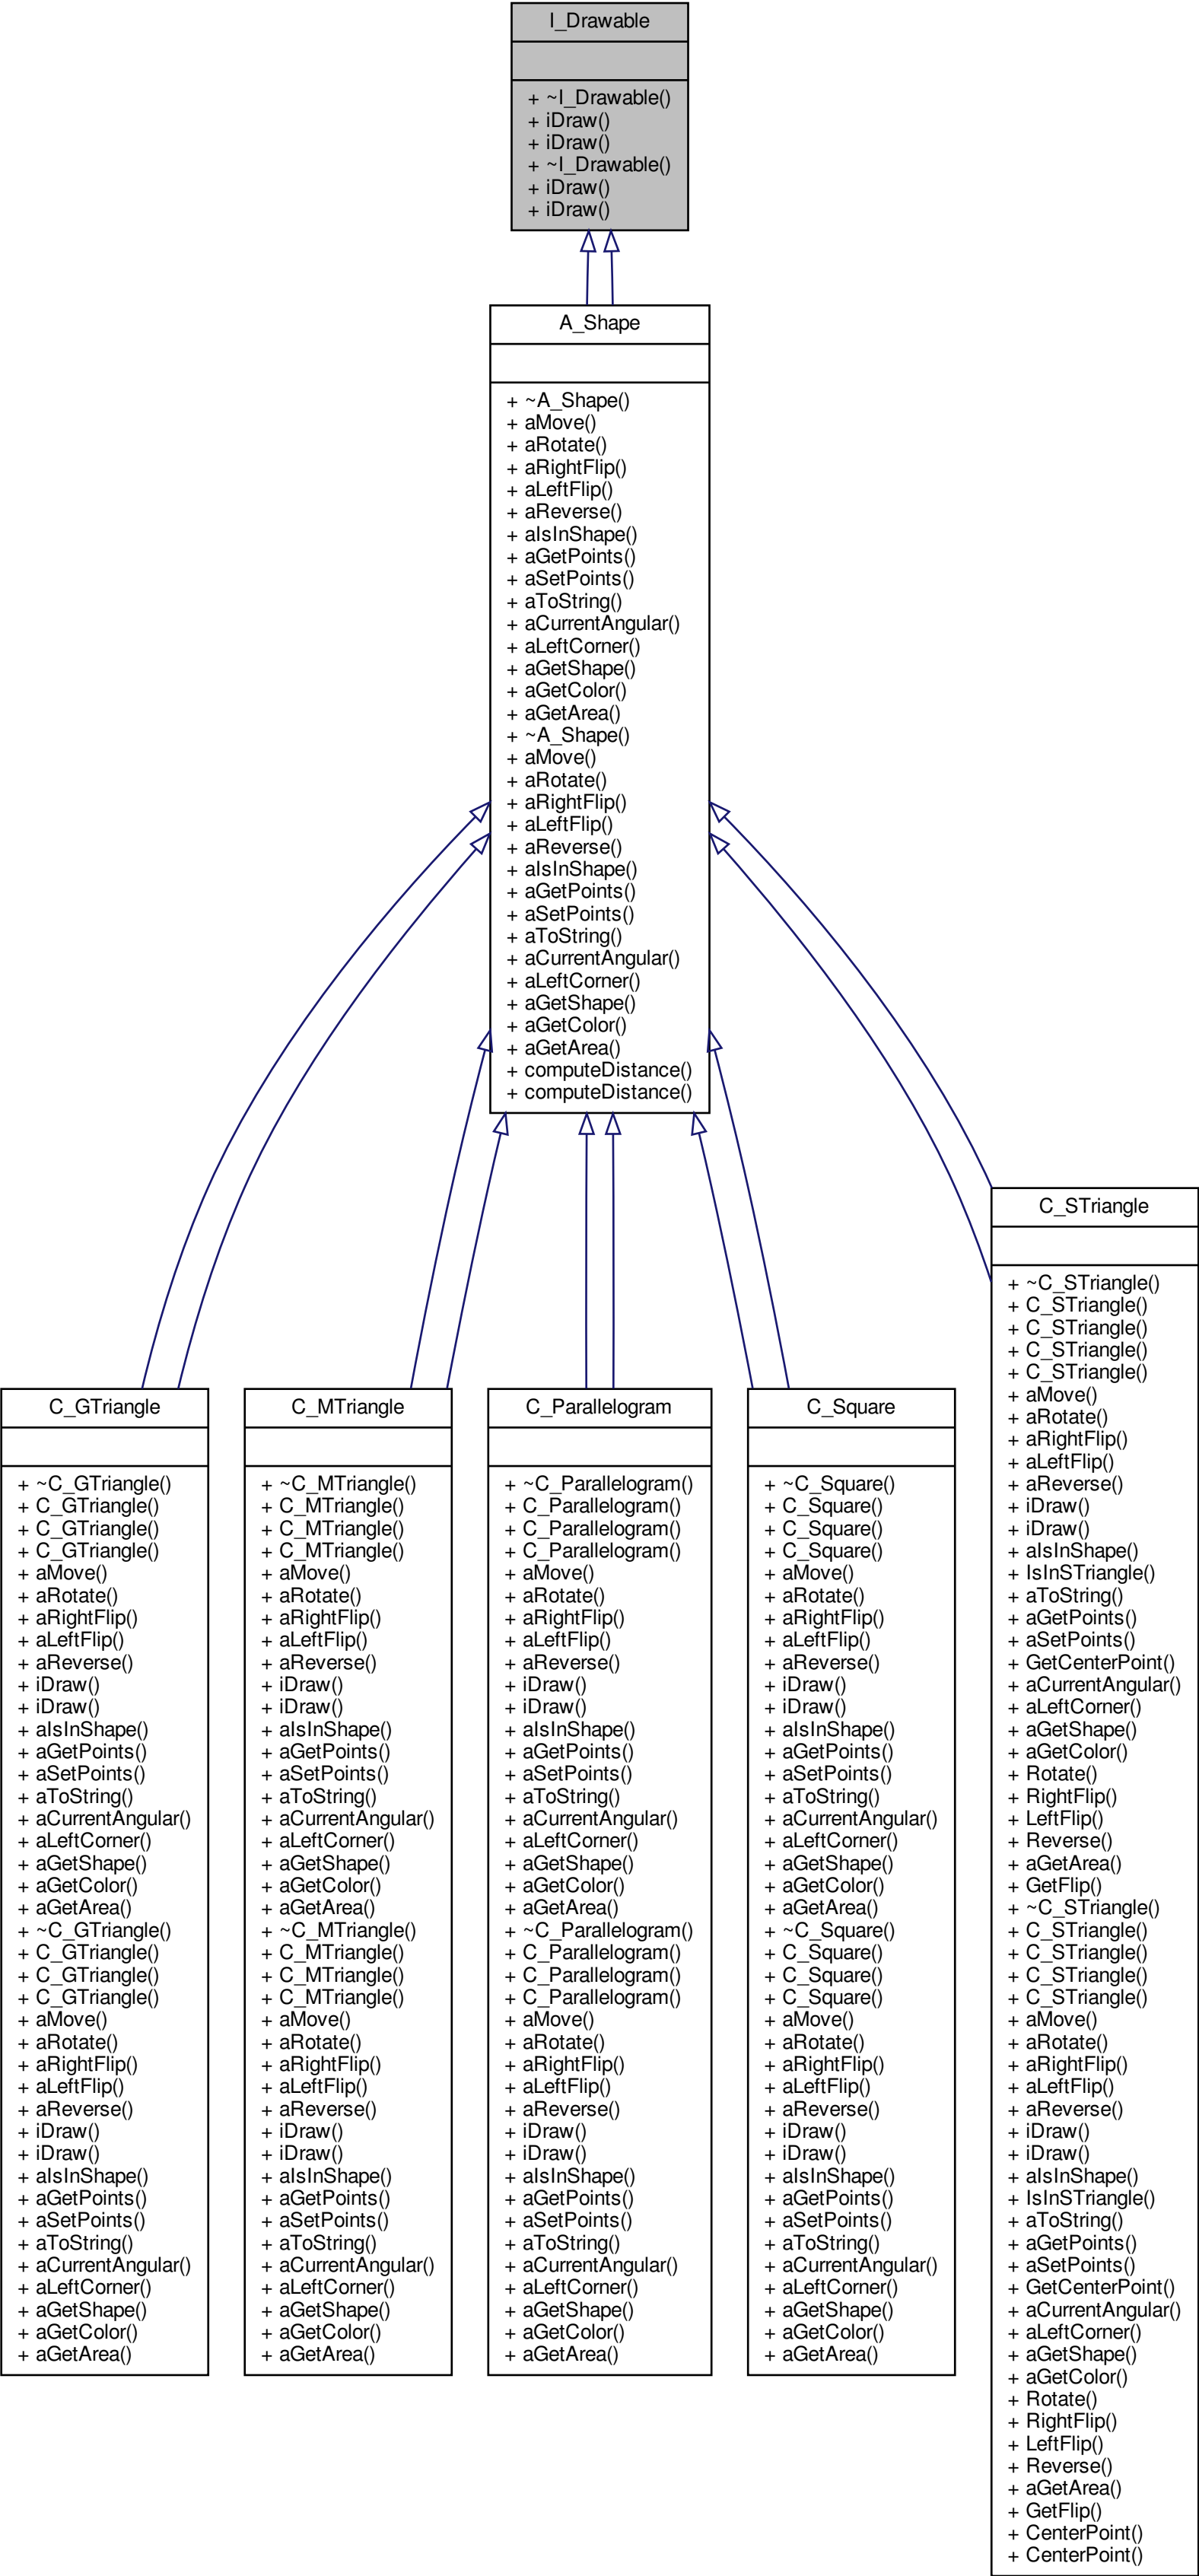 I_Drawable
+ ~I_Drawable()
+ iDraw()
+ iDraw()
+ ~I_Drawable()
+ iDraw()
+ iDraw()
A_Shape
+ ~A_Shape()
+ aMove()
+ aRotate()
+ aRightFlip()
+ aLeftFlip()
+ aReverse()
+ aIsInShape()
+ aGetPoints()
+ aSetPoints()
+ aToString()
+ aCurrentAngular()
+ aLeftCorner()
+ aGetShape()
+ aGetColor()
+ aGetArea()
+ ~A_Shape()
+ aMove()
+ aRotate()
+ aRightFlip()
+ aLeftFlip()
+ aReverse()
+ aIsInShape()
+ aGetPoints()
+ aSetPoints()
+ aToString()
+ aCurrentAngular()
+ aLeftCorner()
+ aGetShape()
+ aGetColor()
+ aGetArea()
+ computeDistance()
+ computeDistance()
C_GTriangle
+ ~C_GTriangle()
+ C_GTriangle()
+ C_GTriangle()
+ C_GTriangle()
+ aMove()
+ aRotate()
+ aRightFlip()
+ aLeftFlip()
+ aReverse()
+ iDraw()
+ iDraw()
+ aIsInShape()
+ aGetPoints()
+ aSetPoints()
+ aToString()
+ aCurrentAngular()
+ aLeftCorner()
+ aGetShape()
+ aGetColor()
+ aGetArea()
+ ~C_GTriangle()
+ C_GTriangle()
+ C_GTriangle()
+ C_GTriangle()
+ aMove()
+ aRotate()
+ aRightFlip()
+ aLeftFlip()
+ aReverse()
+ iDraw()
+ iDraw()
+ aIsInShape()
+ aGetPoints()
+ aSetPoints()
+ aToString()
+ aCurrentAngular()
+ aLeftCorner()
+ aGetShape()
+ aGetColor()
+ aGetArea()
C_MTriangle
+ ~C_MTriangle()
+ C_MTriangle()
+ C_MTriangle()
+ C_MTriangle()
+ aMove()
+ aRotate()
+ aRightFlip()
+ aLeftFlip()
+ aReverse()
+ iDraw()
+ iDraw()
+ aIsInShape()
+ aGetPoints()
+ aSetPoints()
+ aToString()
+ aCurrentAngular()
+ aLeftCorner()
+ aGetShape()
+ aGetColor()
+ aGetArea()
+ ~C_MTriangle()
+ C_MTriangle()
+ C_MTriangle()
+ C_MTriangle()
+ aMove()
+ aRotate()
+ aRightFlip()
+ aLeftFlip()
+ aReverse()
+ iDraw()
+ iDraw()
+ aIsInShape()
+ aGetPoints()
+ aSetPoints()
+ aToString()
+ aCurrentAngular()
+ aLeftCorner()
+ aGetShape()
+ aGetColor()
+ aGetArea()
C_Parallelogram
+ ~C_Parallelogram()
+ C_Parallelogram()
+ C_Parallelogram()
+ C_Parallelogram()
+ aMove()
+ aRotate()
+ aRightFlip()
+ aLeftFlip()
+ aReverse()
+ iDraw()
+ iDraw()
+ aIsInShape()
+ aGetPoints()
+ aSetPoints()
+ aToString()
+ aCurrentAngular()
+ aLeftCorner()
+ aGetShape()
+ aGetColor()
+ aGetArea()
+ ~C_Parallelogram()
+ C_Parallelogram()
+ C_Parallelogram()
+ C_Parallelogram()
+ aMove()
+ aRotate()
+ aRightFlip()
+ aLeftFlip()
+ aReverse()
+ iDraw()
+ iDraw()
+ aIsInShape()
+ aGetPoints()
+ aSetPoints()
+ aToString()
+ aCurrentAngular()
+ aLeftCorner()
+ aGetShape()
+ aGetColor()
+ aGetArea()
C_Square
+ ~C_Square()
+ C_Square()
+ C_Square()
+ C_Square()
+ aMove()
+ aRotate()
+ aRightFlip()
+ aLeftFlip()
+ aReverse()
+ iDraw()
+ iDraw()
+ aIsInShape()
+ aGetPoints()
+ aSetPoints()
+ aToString()
+ aCurrentAngular()
+ aLeftCorner()
+ aGetShape()
+ aGetColor()
+ aGetArea()
+ ~C_Square()
+ C_Square()
+ C_Square()
+ C_Square()
+ aMove()
+ aRotate()
+ aRightFlip()
+ aLeftFlip()
+ aReverse()
+ iDraw()
+ iDraw()
+ aIsInShape()
+ aGetPoints()
+ aSetPoints()
+ aToString()
+ aCurrentAngular()
+ aLeftCorner()
+ aGetShape()
+ aGetColor()
+ aGetArea()
C_STriangle
+ ~C_STriangle()
+ C_STriangle()
+ C_STriangle()
+ C_STriangle()
+ C_STriangle()
+ aMove()
+ aRotate()
+ aRightFlip()
+ aLeftFlip()
+ aReverse()
+ iDraw()
+ iDraw()
+ aIsInShape()
+ IsInSTriangle()
+ aToString()
+ aGetPoints()
+ aSetPoints()
+ GetCenterPoint()
+ aCurrentAngular()
+ aLeftCorner()
+ aGetShape()
+ aGetColor()
+ Rotate()
+ RightFlip()
+ LeftFlip()
+ Reverse()
+ aGetArea()
+ GetFlip()
+ ~C_STriangle()
+ C_STriangle()
+ C_STriangle()
+ C_STriangle()
+ C_STriangle()
+ aMove()
+ aRotate()
+ aRightFlip()
+ aLeftFlip()
+ aReverse()
+ iDraw()
+ iDraw()
+ aIsInShape()
+ IsInSTriangle()
+ aToString()
+ aGetPoints()
+ aSetPoints()
+ GetCenterPoint()
+ aCurrentAngular()
+ aLeftCorner()
+ aGetShape()
+ aGetColor()
+ Rotate()
+ RightFlip()
+ LeftFlip()
+ Reverse()
+ aGetArea()
+ GetFlip()
+ CenterPoint()
+ CenterPoint()